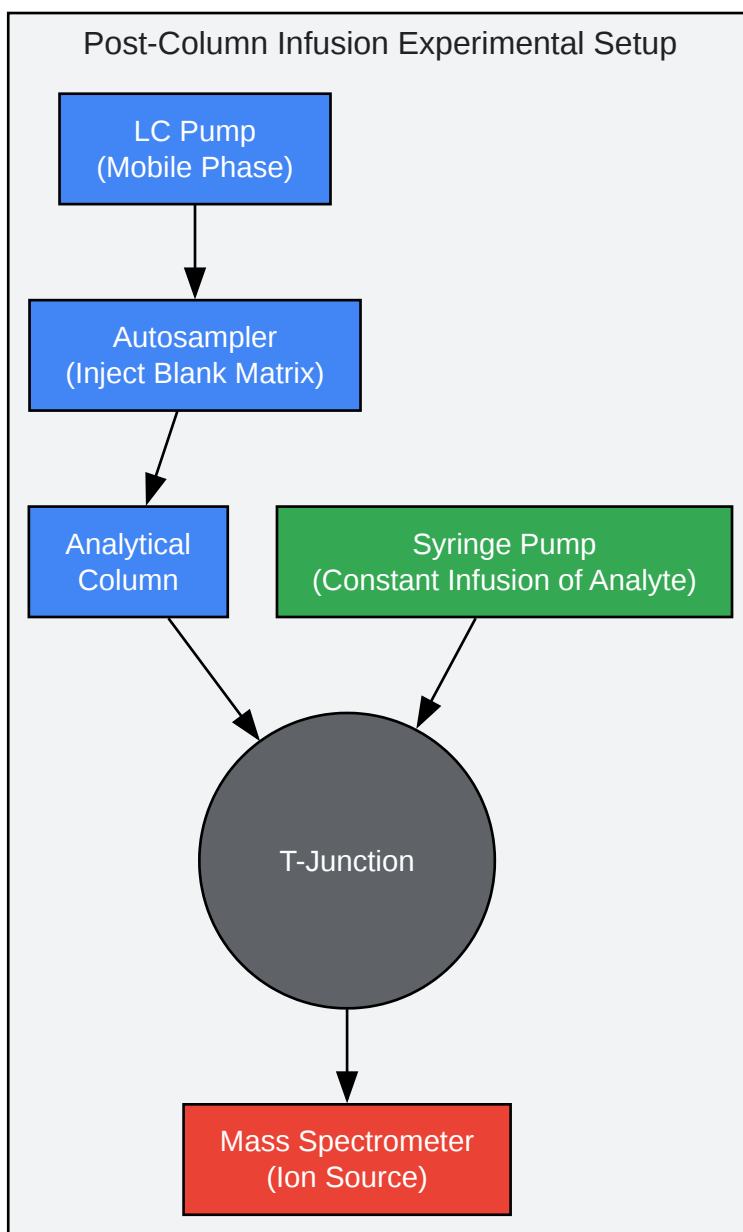 Post-Column Infusion Experimental Setup
LC Pump
(Mobile Phase)
Autosampler
(Inject Blank Matrix)
Analytical
Column
Syringe Pump
(Constant Infusion of Analyte)
T-Junction
Mass Spectrometer
(Ion Source)